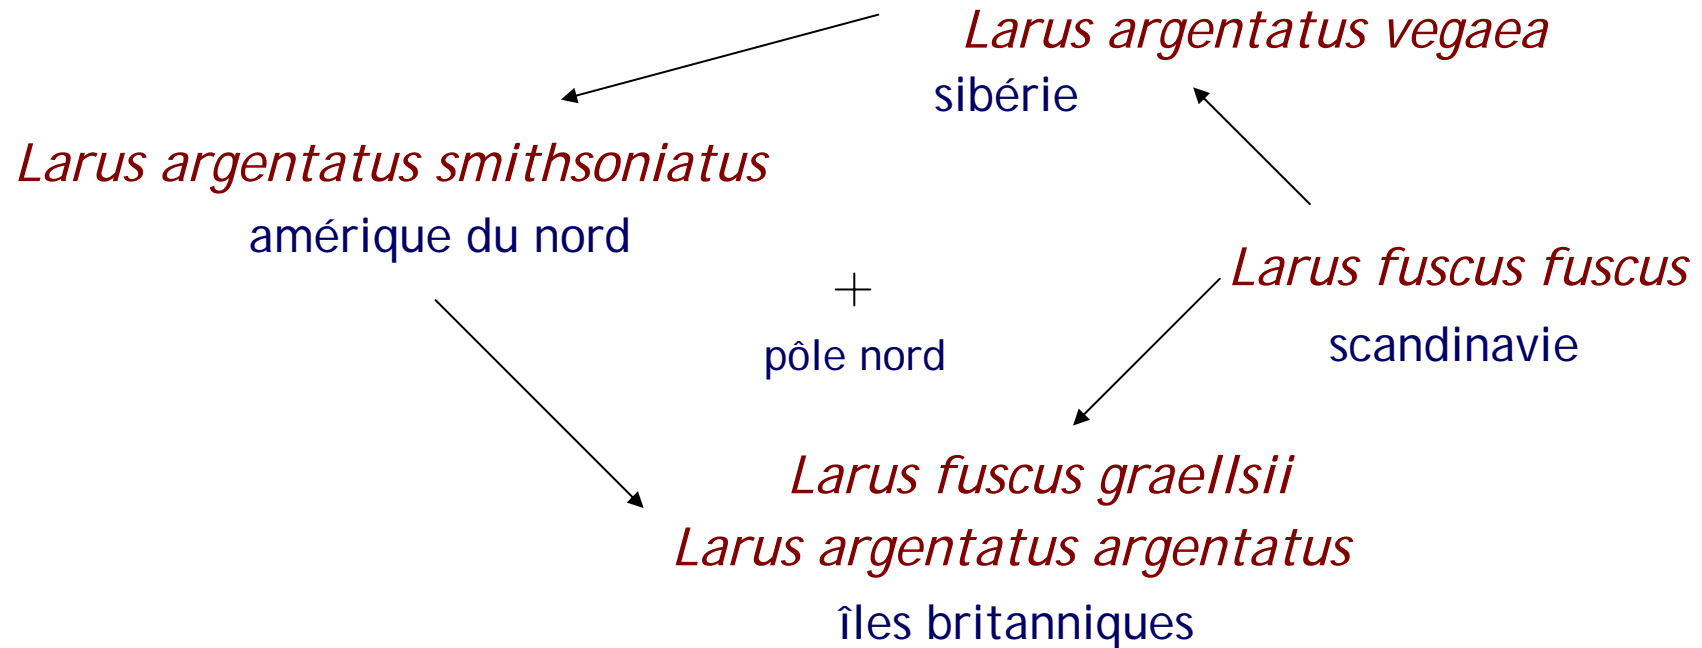 Larus argentatus vegaea
sibérie
Larus argentatus smithsoniatus
amérique du nord
Larus fuscus fuscus
scandinavie
pôle nord
Larus fuscus graellsii
Larus argentatus argentatus
îles britanniques